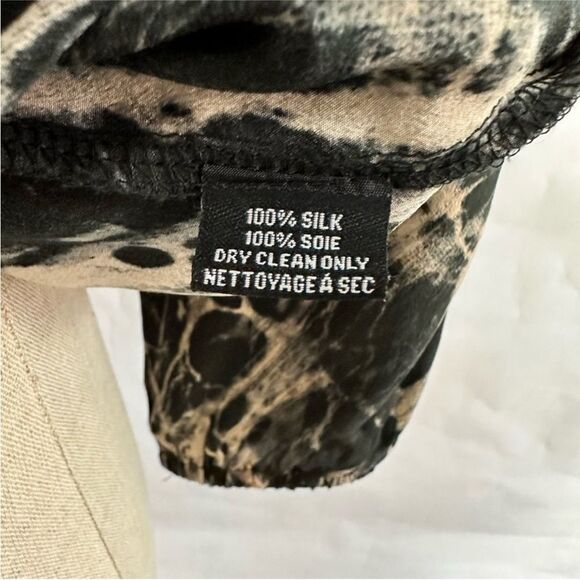 100% SILK
100% SOIE
DRY CLEAN ONLY
NETTOYAGE À SEC